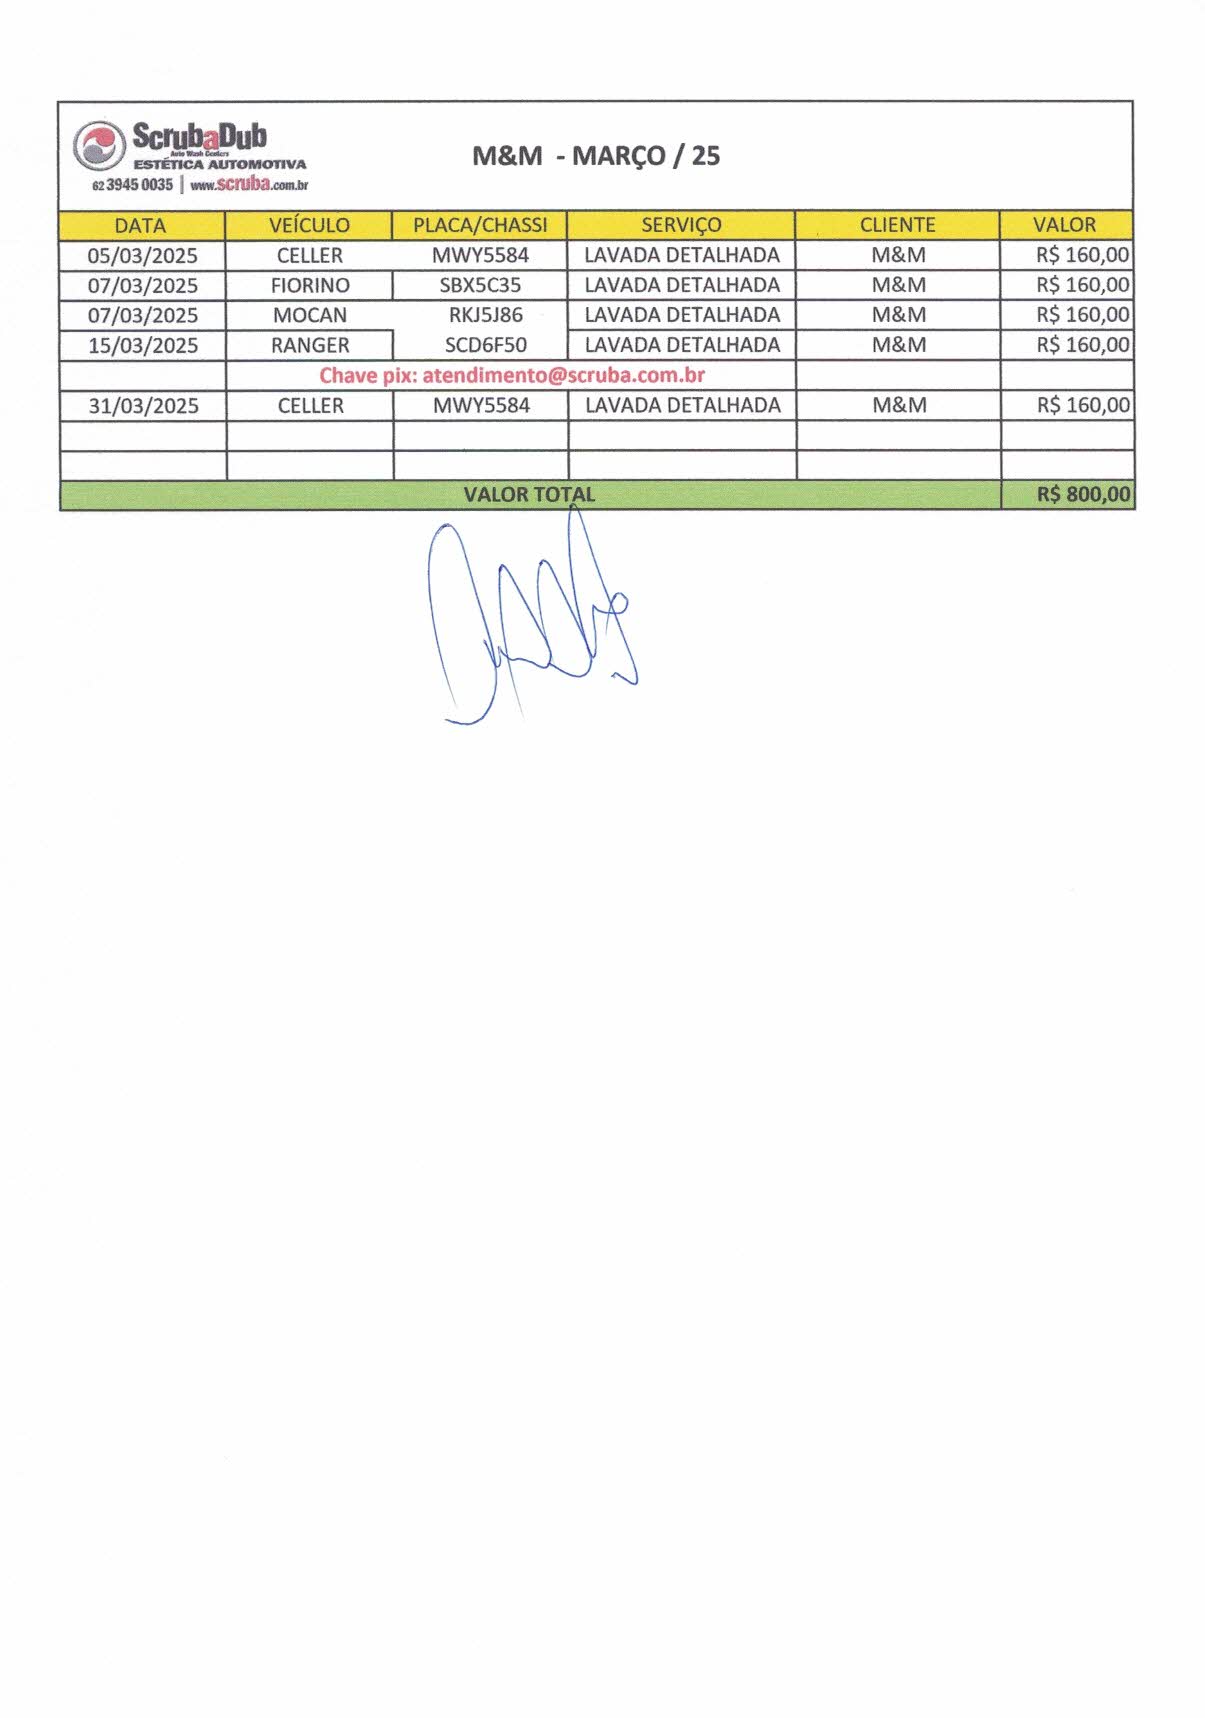 ScrubaDub
Auto Wash Centers
ESTÉTICA AUTOMOTIVA
62 3945 0035 | www.scruba.com.br
M&M - MARÇO / 25
DATA VEÍCULO PLACA/CHASSI SERVIÇO CLIENTE VALOR
05/03/2025 CELLER MWY5584 LAVADA DETALHADA M&M R$ 160,00
07/03/2025 FIORINO SBX5C35 LAVADA DETALHADA M&M R$ 160,00
07/03/2025 MOCAN RKJ5J86 LAVADA DETALHADA M&M R$ 160,00
15/03/2025 RANGER SCD6F50 LAVADA DETALHADA M&M R$ 160,00
Chave pix: atendimento@scruba.com.br
31/03/2025 CELLER MWY5584 LAVADA DETALHADA M&M R$ 160,00
VALOR TOTAL R$ 800,00